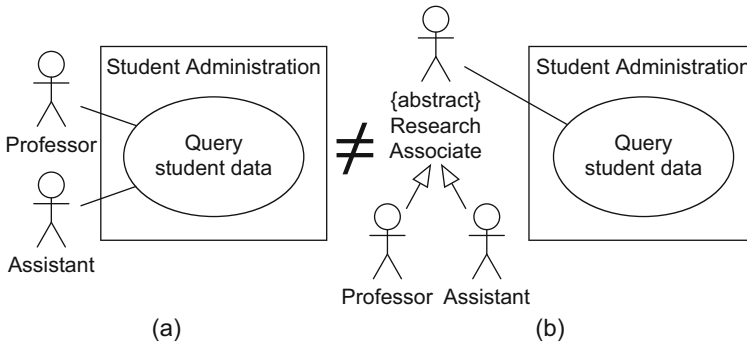 Student Administration
Professor
Query
student data
Assistant
(a)
≠
{abstract}
Research
Associate
Student Administration
Query
student data
Professor
Assistant
(b)